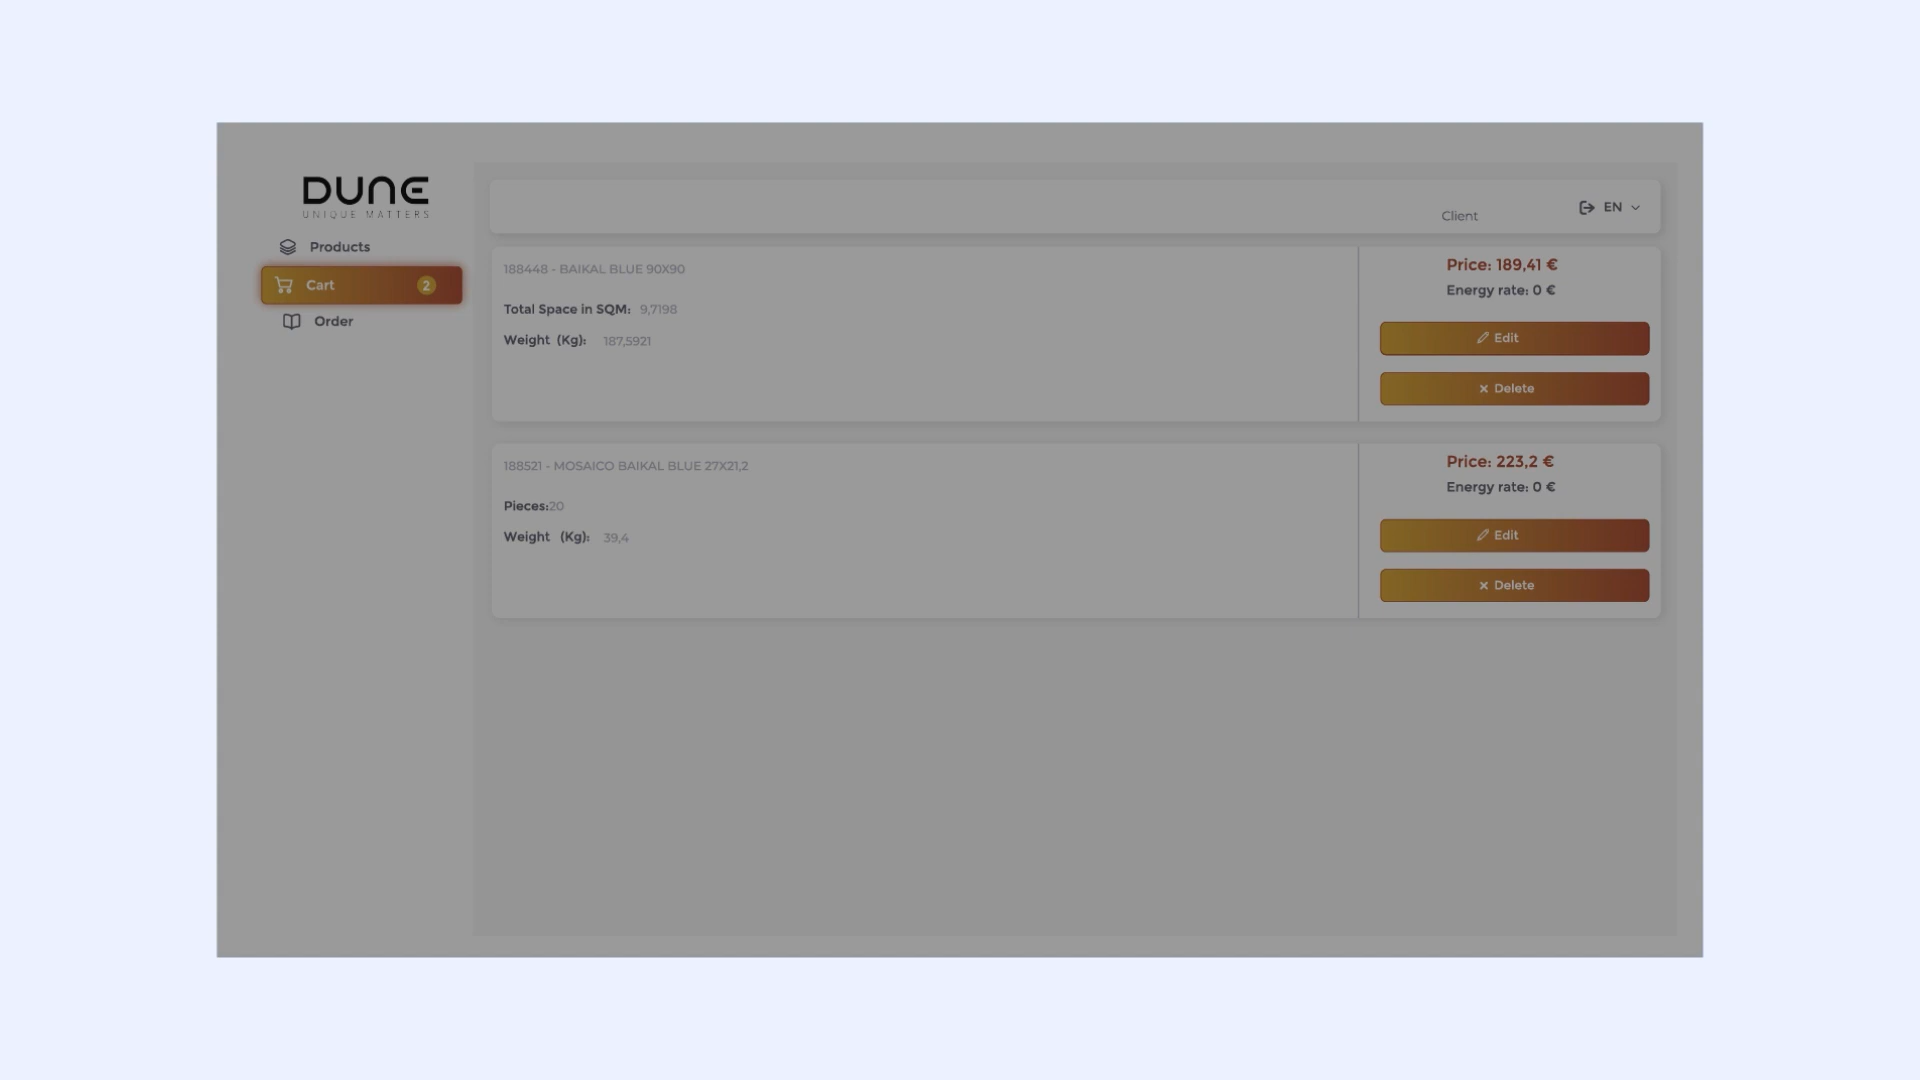 DUNE
UNIQUE MATTERS
Products
Cart 2
Order
Client
EN
188448 - BAIKAL BLUE 90X90
Total Space in SQM: 9,7198
Weight (Kg): 187,5921
Price: 189,41 €
Energy rate: 0 €
Edit
Delete
188521 - MOSAICO BAIKAL BLUE 27X21,2
Pieces:20
Weight (Kg): 39,4
Price: 223,2 €
Energy rate: 0 €
Edit
Delete